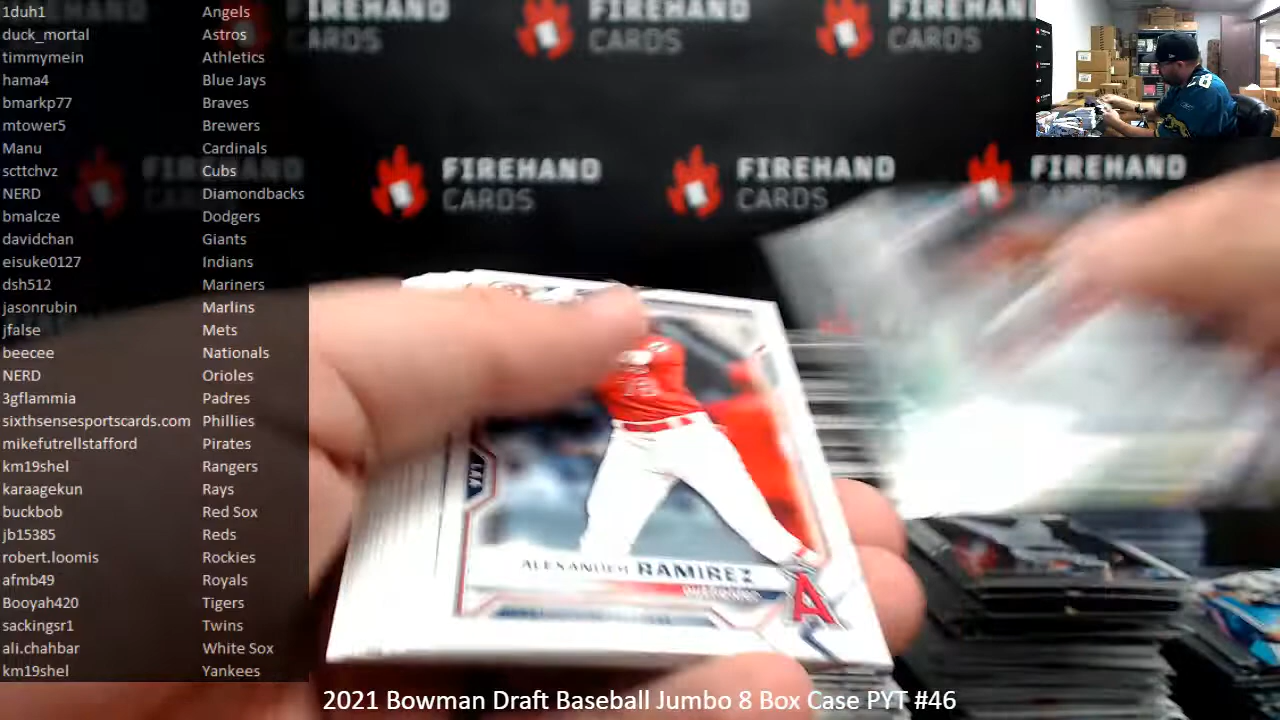 1duh1 Angels
duck_mortal Astros
timmymein Athletics
hama4 Blue Jays
bmarkp77 Braves
mtower5 Brewers
Manu Cardinals
scttchvz Cubs
NERD Diamondbacks
bmalcze Dodgers
davidchan Giants
eisuke0127 Indians
dsh512 Mariners
jasonrubin Marlins
jfalse Mets
beecee Nationals
NERD Orioles
3gflammia Padres
sixthsensesportscards.com Phillies
mikefutrellstafford Pirates
km19shel Rangers
karaagekun Rays
buckbob Red Sox
jb15385 Reds
robert.loomis Rockies
afmb49 Royals
Booyah420 Tigers
sackingsr1 Twins
ali.chahbar White Sox
km19shel Yankees
FIREHAND CARDS
FIREHAND CARDS
FIREHAND CARDS
FIREHAND CARDS
FIREHAND CARDS
FIREHAND CARDS
LAA
ALEXANDER RAMIREZ
A
2021 Bowman Draft Baseball Jumbo 8 Box Case PYT #46